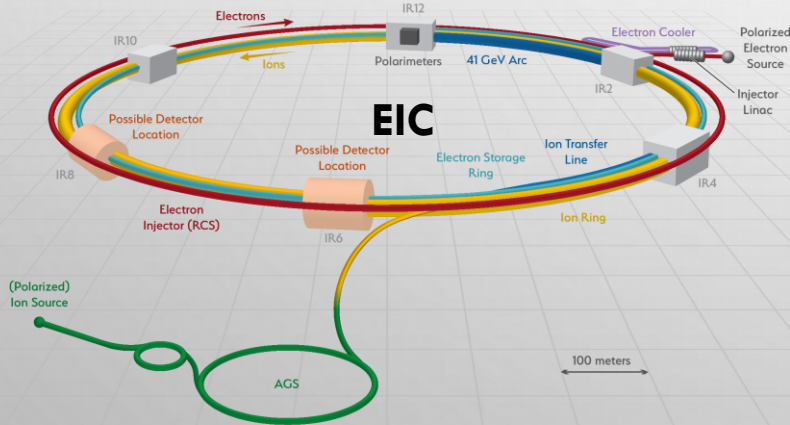 IR12
Electrons
Ions
IR10
Polarimeters
41 GeV Arc
Electron Cooler
Polarized
Electron
Source
IR2
Injector
Linac
EIC
Possible Detector
Location
IR8
Possible Detector
Location
Electron Storage
Ring
Ion Transfer
Line
IR4
Electron
Injector (RCS)
IR6
Ion Ring
(Polarized)
Ion Source
AGS
100 meters